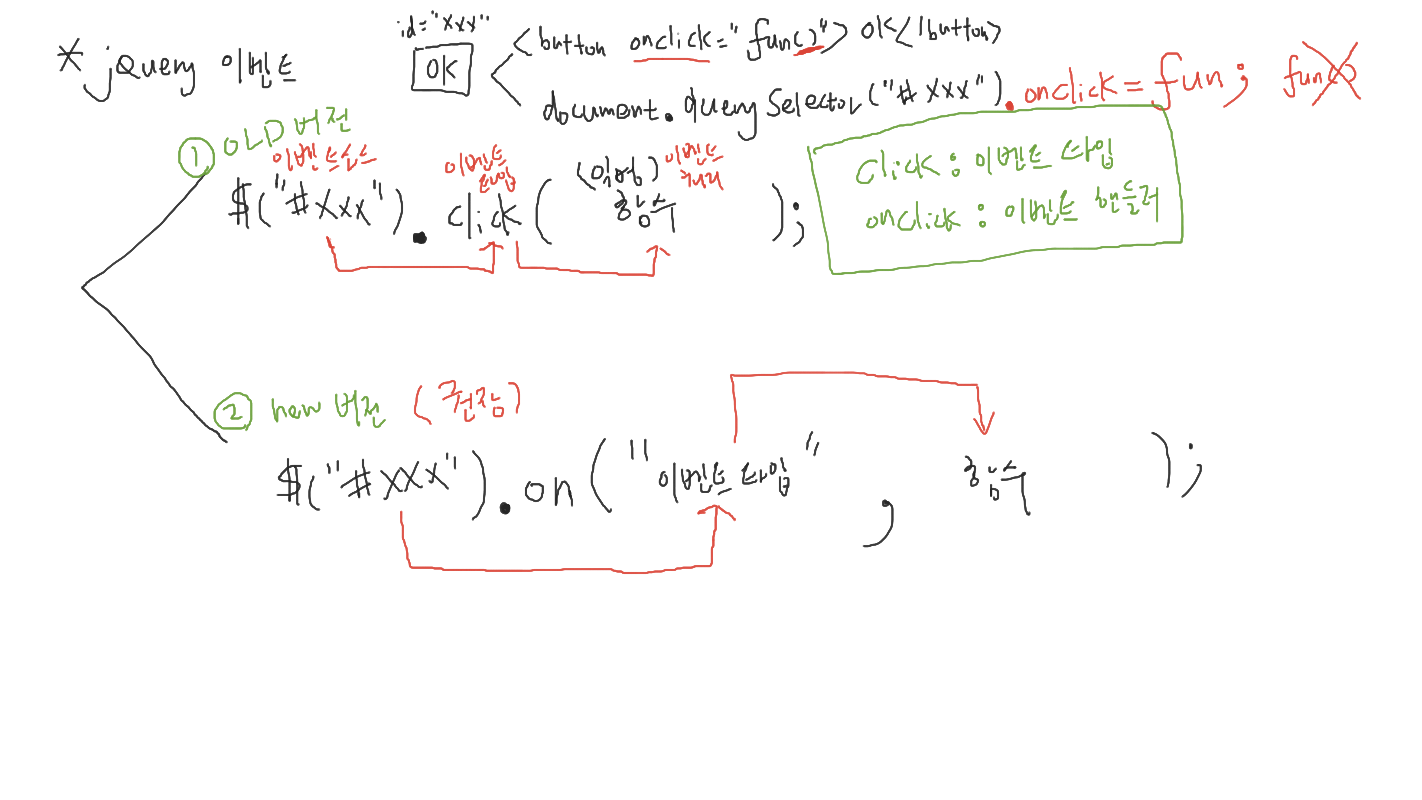 * jQuery 이벤트
id="xxx"
OK
<button onclick="fun()"> OK</button>
document.querySelector("#xxx").onclick=fun; fun()
① OLD 버전
이벤트소스 이벤트 타입 이벤트 처리
(익명)
$("#xxx").click( 함수 );
click : 이벤트 타입
onclick : 이벤트 핸들러
② new 버전 (권장)
$("#xxx").on("이벤트 타입", 함수 );